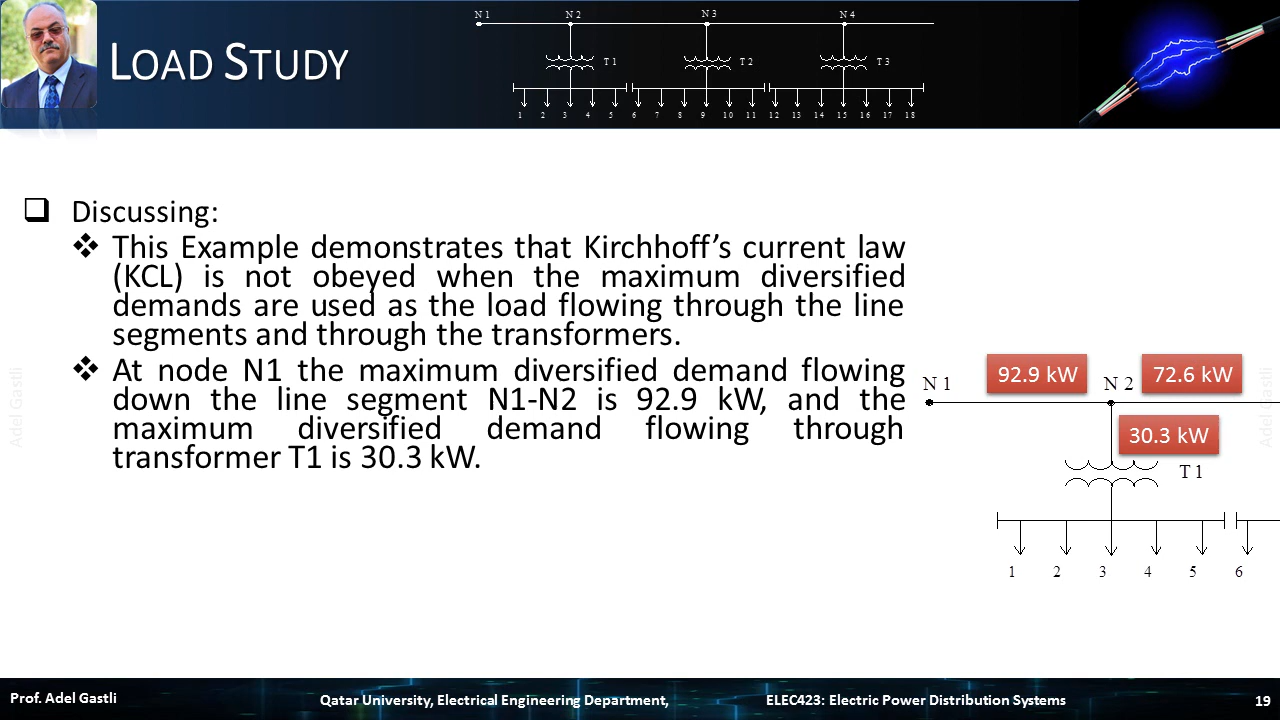 LOAD STUDY
N 1 N 2 N 3 N 4
T 1 T 2 T 3
1 2 3 4 5 6 7 8 9 10 11 12 13 14 15 16 17 18
Discussing:
This Example demonstrates that Kirchhoff’s current law
(KCL) is not obeyed when the maximum diversified
demands are used as the load flowing through the line
segments and through the transformers.
At node N1 the maximum diversified demand flowing
down the line segment N1-N2 is 92.9 kW, and the
maximum diversified demand flowing through
transformer T1 is 30.3 kW.
N 1 92.9 kW N 2 72.6 kW
30.3 kW
T 1
1 2 3 4 5 6
Adel Gastli
Adel Gastli
Prof. Adel Gastli Qatar University, Electrical Engineering Department, ELEC423: Electric Power Distribution Systems 19